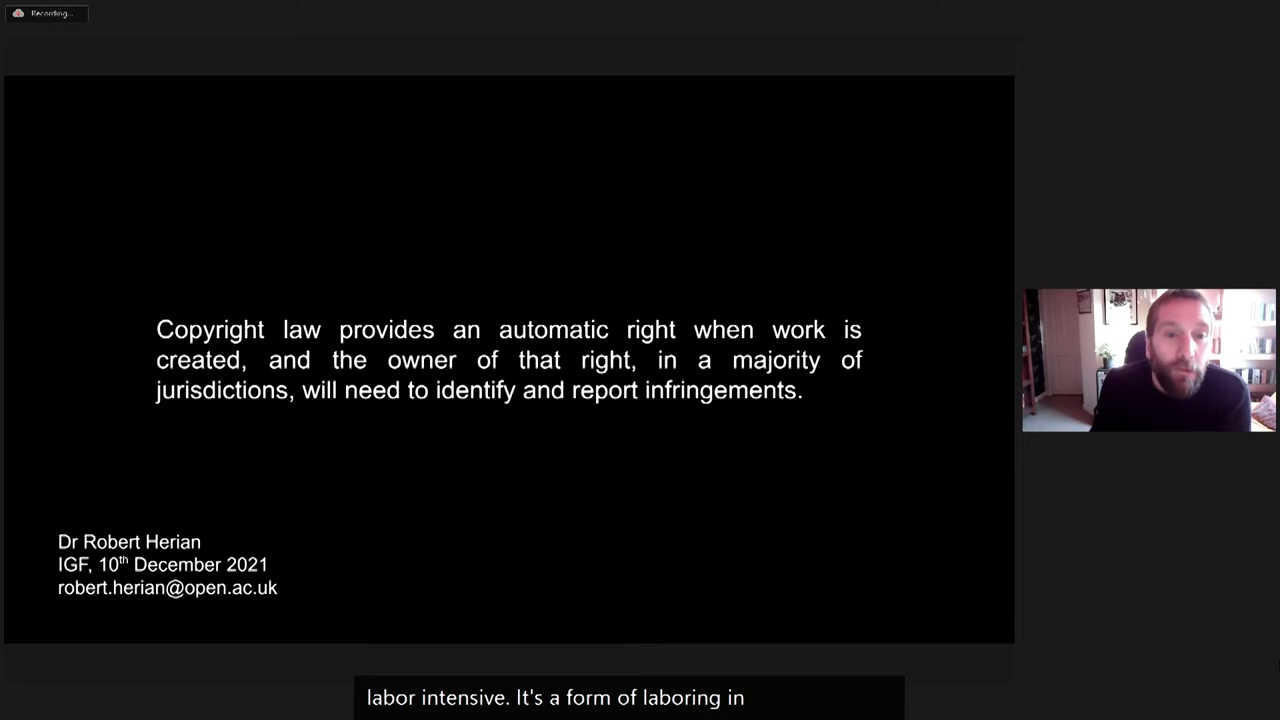 Recording...
Copyright law provides an automatic right when work is
created, and the owner of that right, in a majority of
jurisdictions, will need to identify and report infringements.
Dr Robert Herian
IGF, 10th December 2021
robert.herian@open.ac.uk
labor intensive. It's a form of laboring in